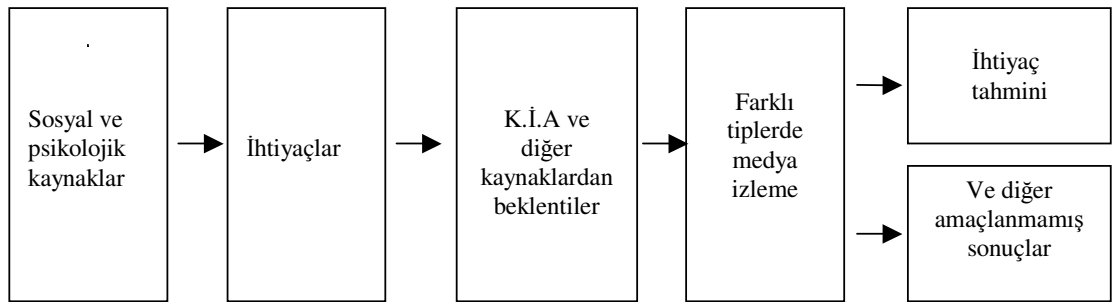 Sosyal ve
psikolojik
kaynaklar
İhtiyaçlar
K.İ.A ve
diğer
kaynaklardan
beklentiler
Farklı
tiplerde
medya
izleme
İhtiyaç
tahmini
Ve diğer
amaçlanmamış
sonuçlar